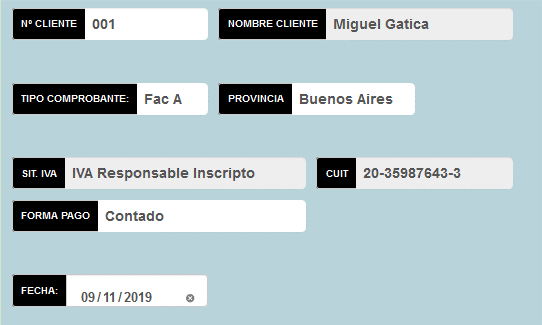 Nº CLIENTE 001 NOMBRE CLIENTE Miguel Gatica
TIPO COMPROBANTE: Fac A PROVINCIA Buenos Aires
SIT. IVA IVA Responsable Inscripto CUIT 20-35987643-3
FORMA PAGO Contado
FECHA: 09/11/2019